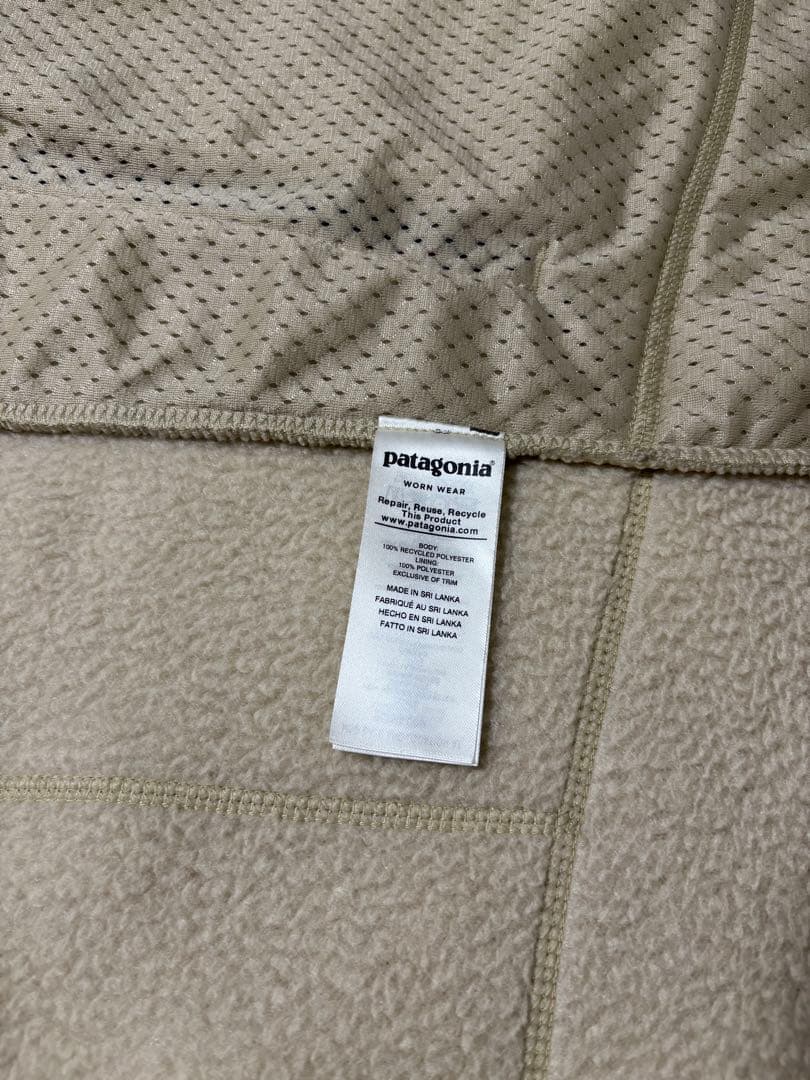 patagonia®
WORN WEAR
Repair, Reuse, Recycle
This Product
www.patagonia.com
BODY:
100% RECYCLED POLYESTER
LINING:
100% POLYESTER
EXCLUSIVE OF TRIM
MADE IN SRI LANKA
FABRIQUÉ AU SRI LANKA
HECHO EN SRI LANKA
FATTO IN SRI LANKA